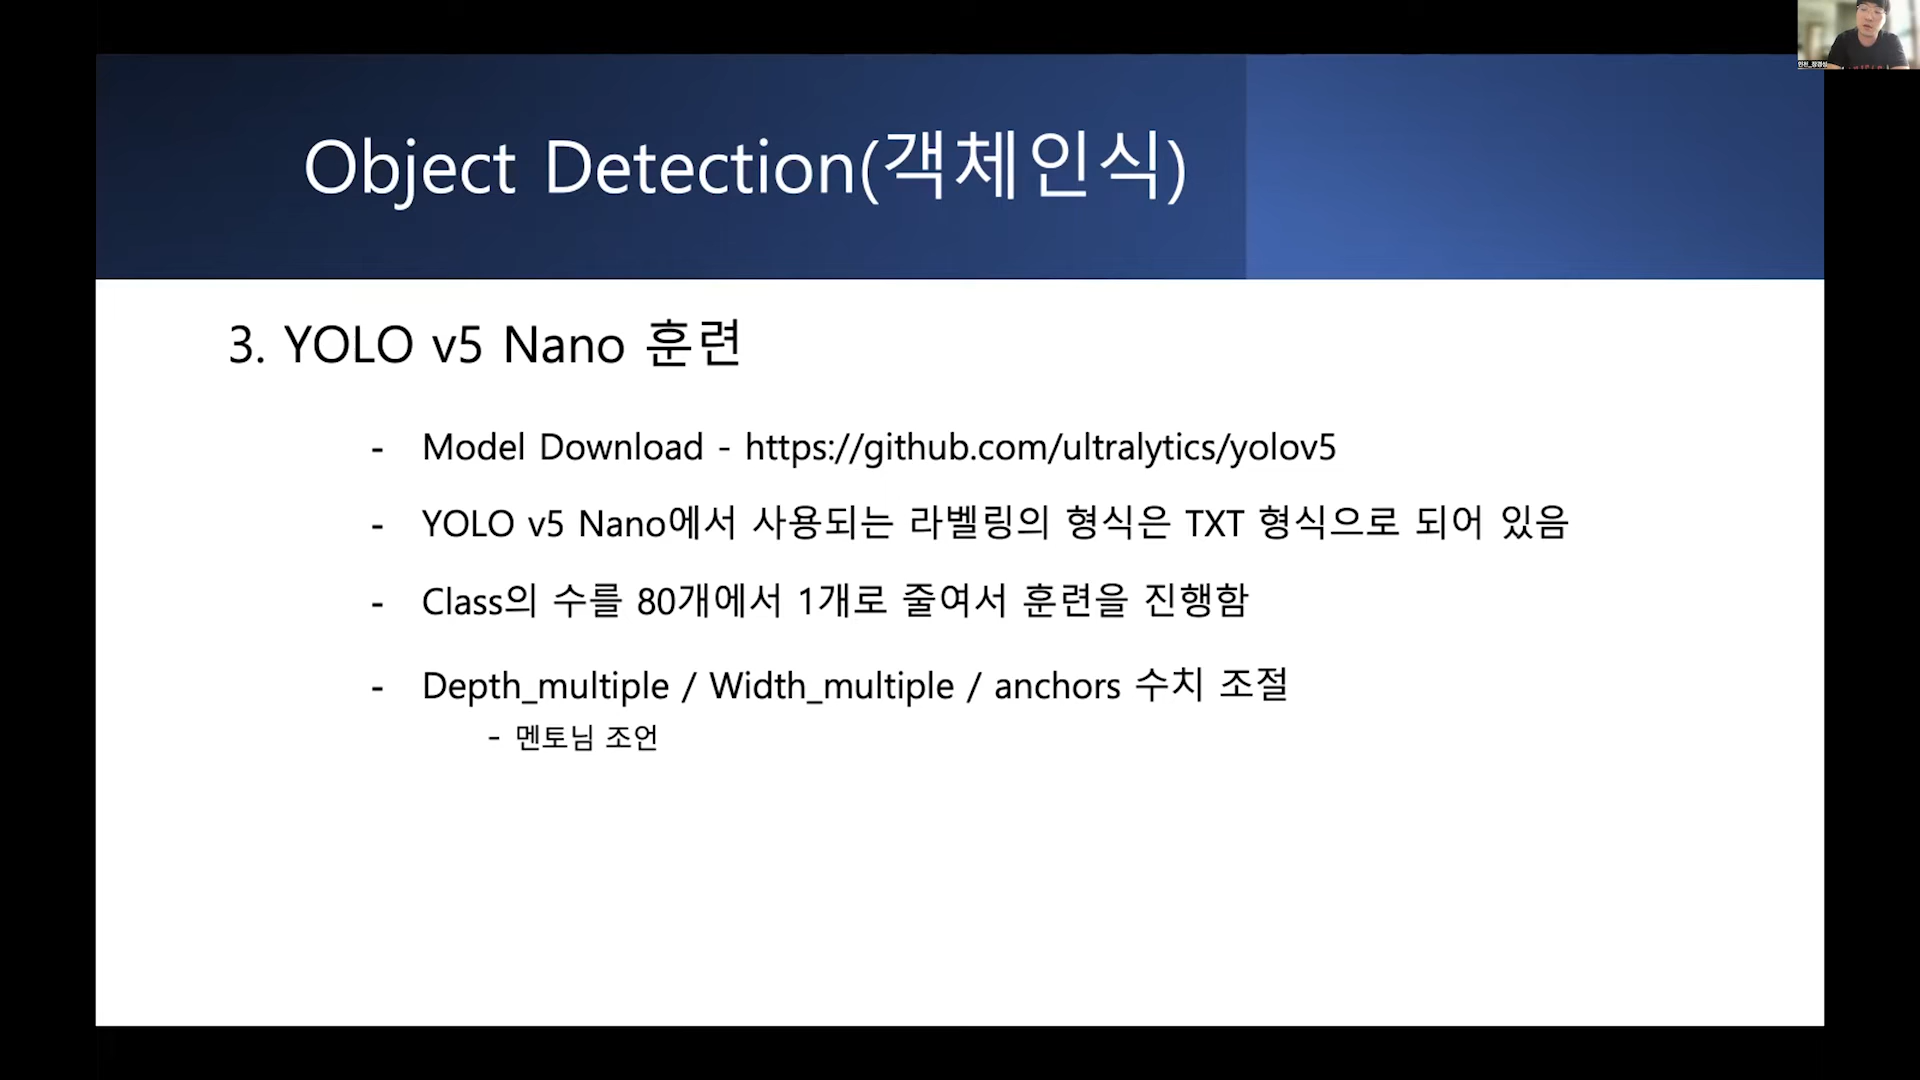 Object Detection(객체인식)
3. YOLO v5 Nano 훈련
- Model Download - https://github.com/ultralytics/yolov5
- YOLO v5 Nano에서 사용되는 라벨링의 형식은 TXT 형식으로 되어 있음
- Class의 수를 80개에서 1개로 줄여서 훈련을 진행함
- Depth_multiple / Width_multiple / anchors 수치 조절
- 멘토님 조언